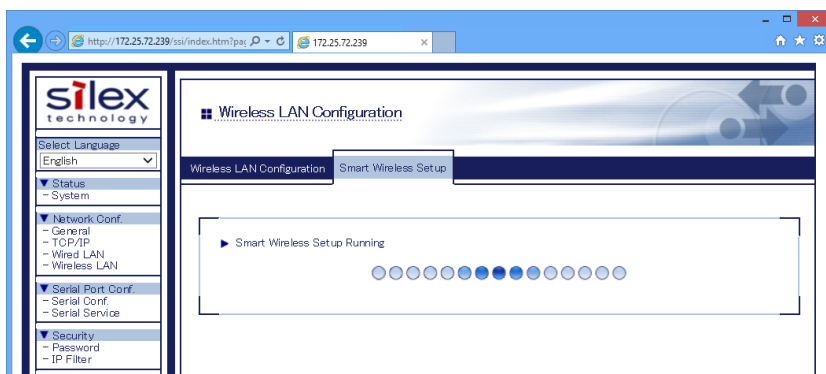 http://172.25.72.239/ssi/index.htm?pag
172.25.72.239
silex
technology
Select Language
English
▼ Status
- System
▼ Network Conf.
- General
- TCP/IP
- Wired LAN
- Wireless LAN
▼ Serial Port Conf.
- Serial Conf.
- Serial Service
▼ Security
- Password
- IP Filter
Wireless LAN Configuration
Wireless LAN Configuration Smart Wireless Setup
Smart Wireless Setup Running